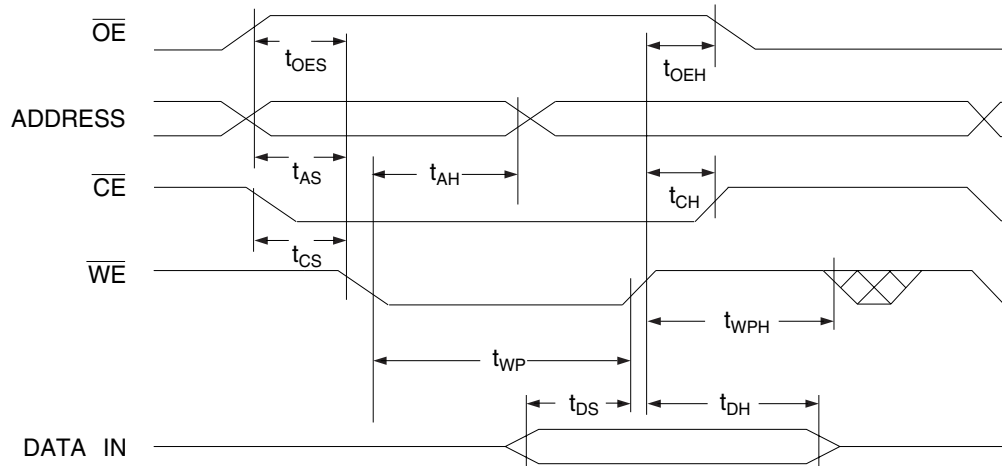 OE
tOES
tOEH
ADDRESS
tAS
tAH
tCH
CE
tCS
WE
tWPH
tWP
tDS
tDH
DATA IN